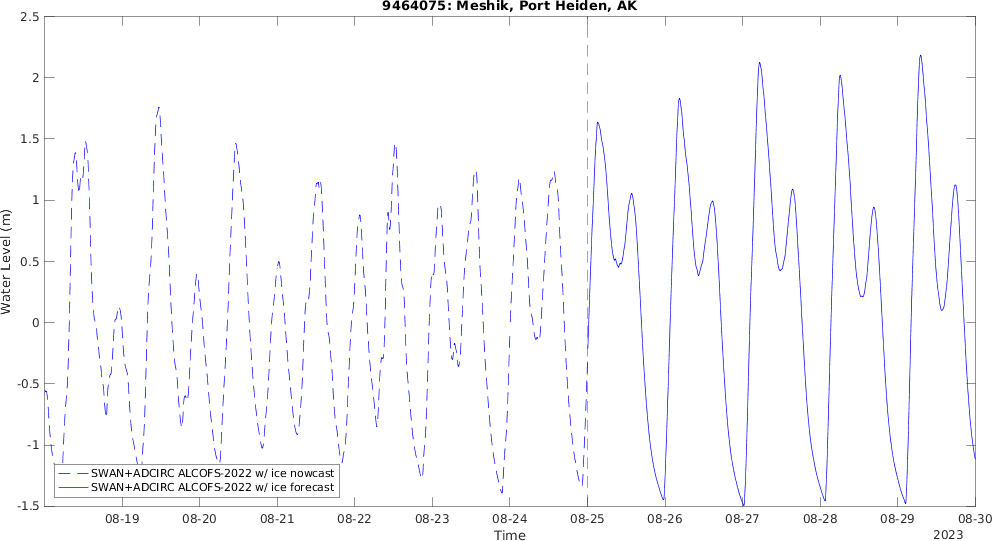 9464075: Meshik, Port Heiden, AK
2.5
2
1.5
1
0.5
0
-0.5
-1
-1.5
Water Level (m)
SWAN+ADCIRC ALCOFS-2022 w/ ice nowcast
SWAN+ADCIRC ALCOFS-2022 w/ ice forecast
08-19 08-20 08-21 08-22 08-23 08-24 08-25 08-26 08-27 08-28 08-29 08-30
Time
2023